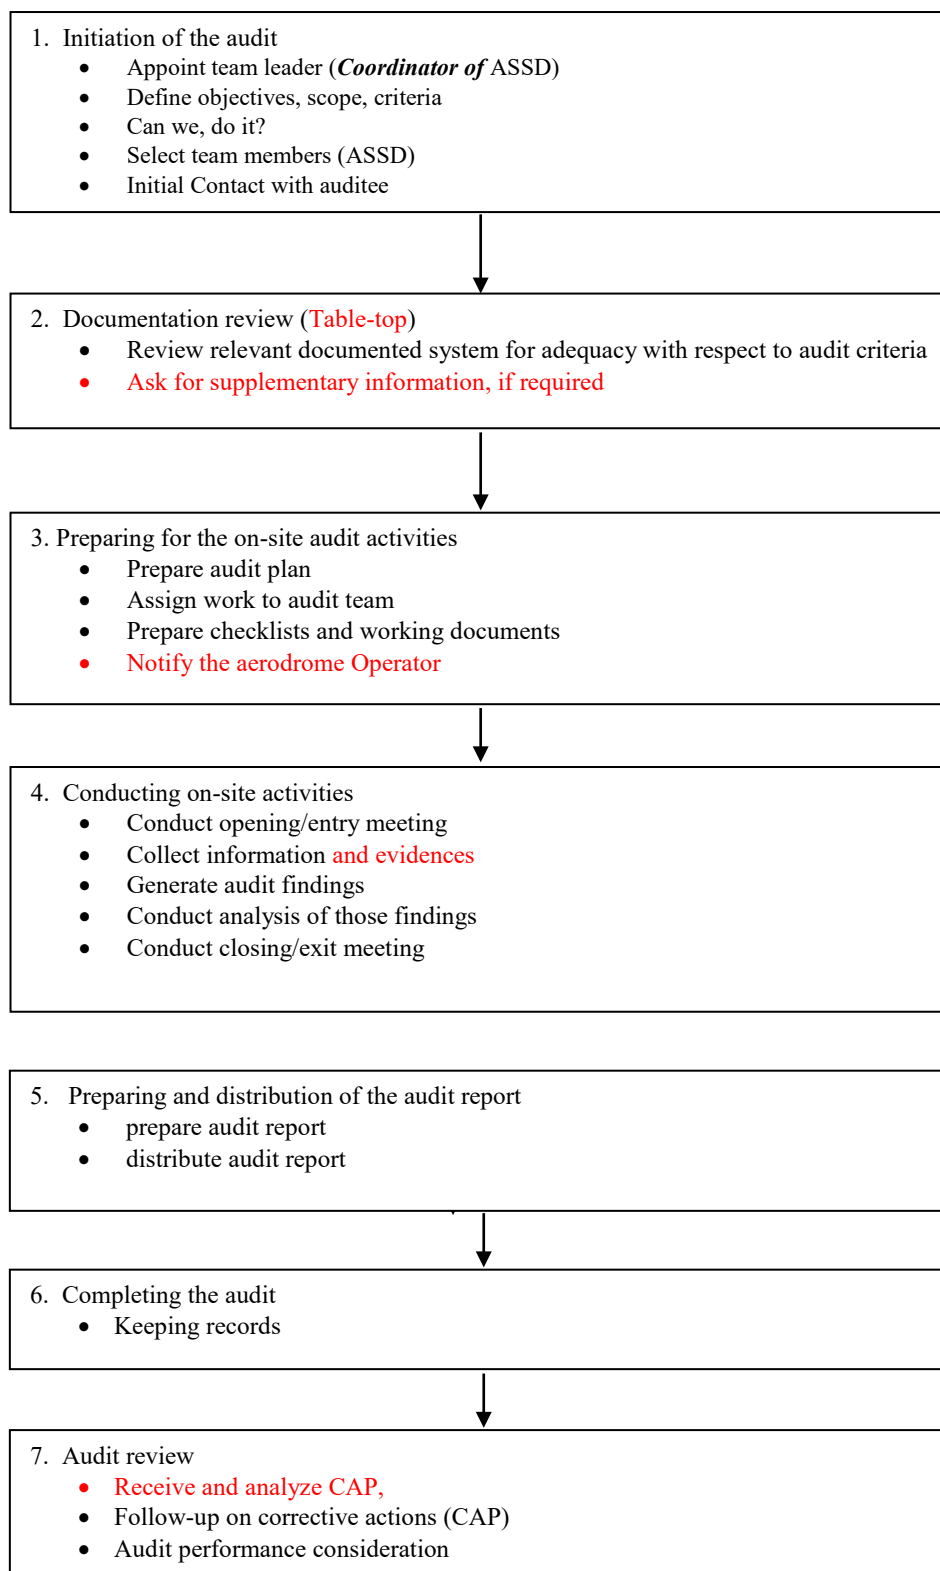 1. Initiation of the audit
• Appoint team leader (Coordinator of ASSD)
• Define objectives, scope, criteria
• Can we, do it?
• Select team members (ASSD)
• Initial Contact with auditee
2. Documentation review (Table-top)
• Review relevant documented system for adequacy with respect to audit criteria
• Ask for supplementary information, if required
3. Preparing for the on-site audit activities
• Prepare audit plan
• Assign work to audit team
• Prepare checklists and working documents
• Notify the aerodrome Operator
4. Conducting on-site activities
• Conduct opening/entry meeting
• Collect information and evidences
• Generate audit findings
• Conduct analysis of those findings
• Conduct closing/exit meeting
5. Preparing and distribution of the audit report
• prepare audit report
• distribute audit report
6. Completing the audit
• Keeping records
7. Audit review
• Receive and analyze CAP,
• Follow-up on corrective actions (CAP)
• Audit performance consideration